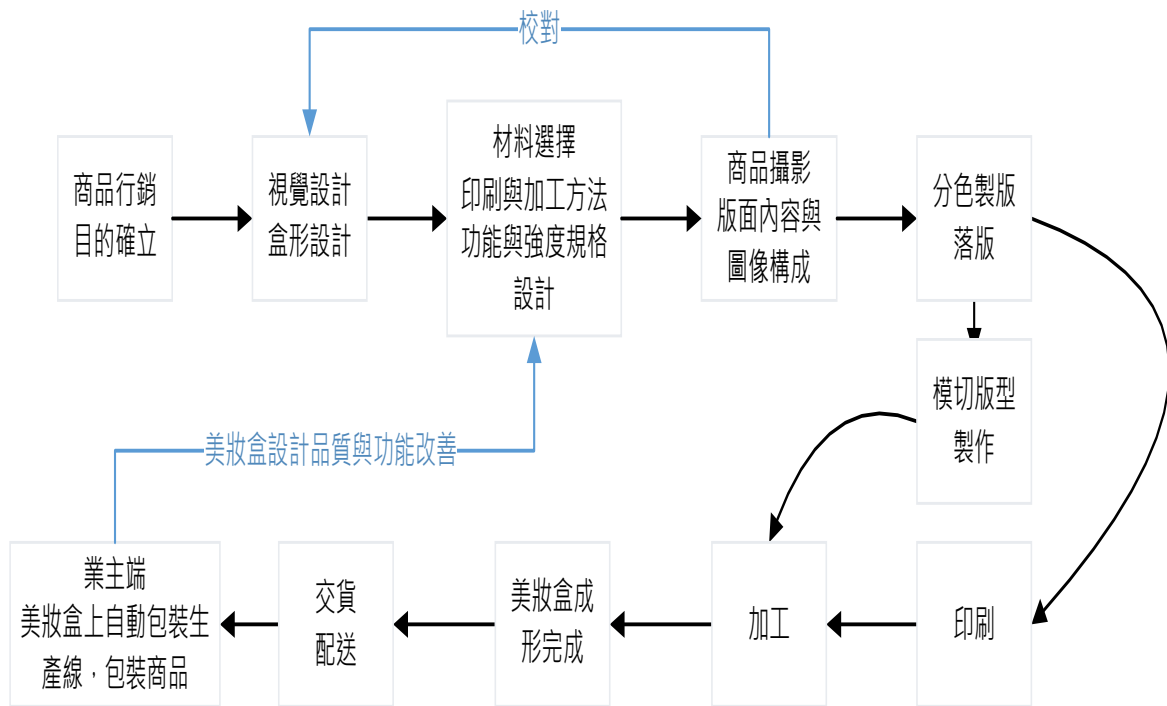 校對
商品行銷
目的確立
視覺設計
盒形設計
材料選擇
印刷與加工方法
功能與強度規格
設計
商品攝影
版面內容與
圖像構成
分色製版
落版
模切版型
製作
美妝盒設計品質與功能改善
業主端
美妝盒上自動包裝生
產線，包裝商品
交貨
配送
美妝盒成
形完成
加工
印刷